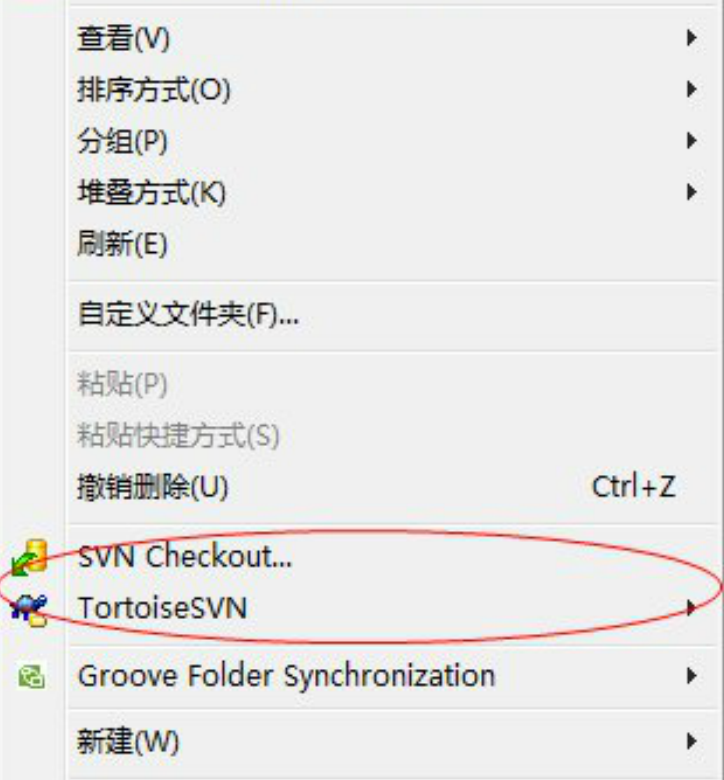 查看(V)
排序方式(O)
分组(P)
堆叠方式(K)
刷新(E)
自定义文件夹(F)...
粘贴(P)
粘贴快捷方式(S)
撤销删除(U) Ctrl+Z
SVN Checkout...
TortoiseSVN
Groove Folder Synchronization
新建(W)